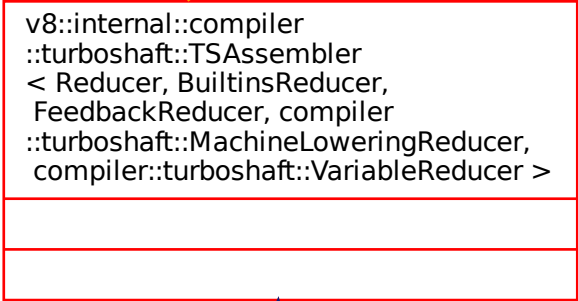 v8::internal::compiler
::turboshaft::TSAssembler
< Reducer, BuiltinsReducer,
 FeedbackReducer, compiler
::turboshaft::MachineLoweringReducer,
 compiler::turboshaft::VariableReducer >